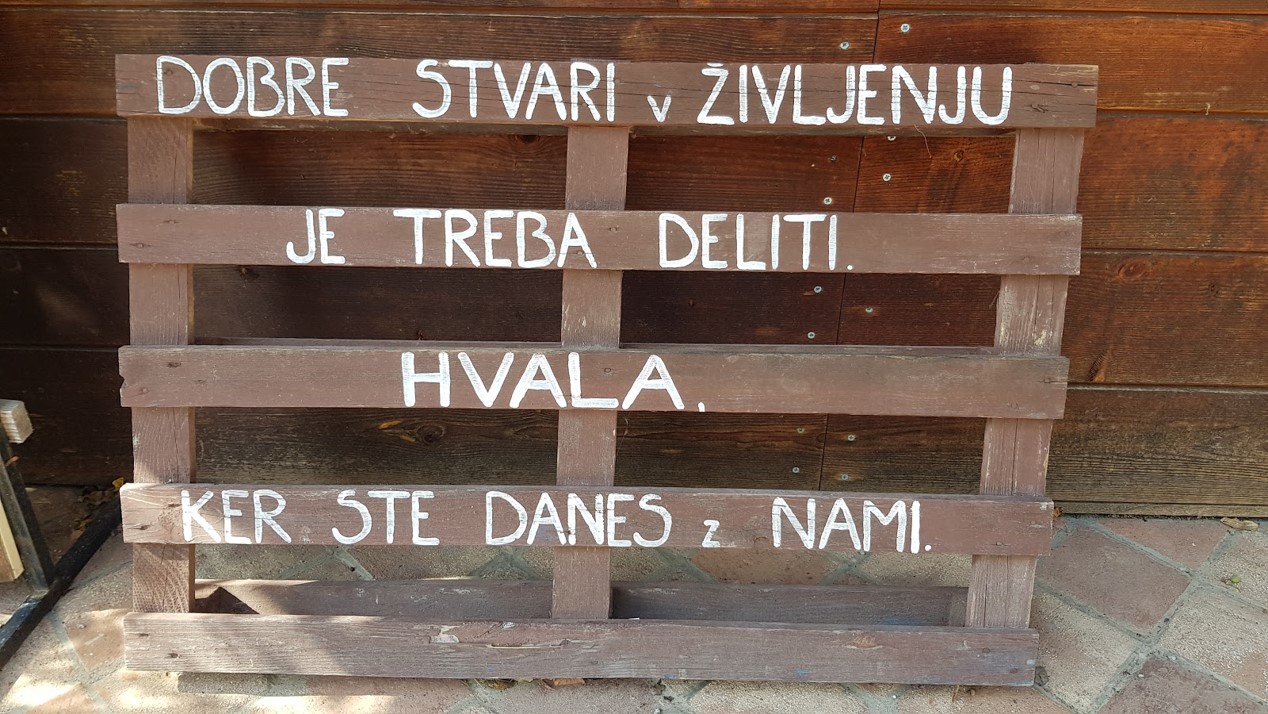 DOBRE STVARI v ŽIVLJENJU
JE TREBA DELITI.
HVALA,
KER STE DANES z NAMI.